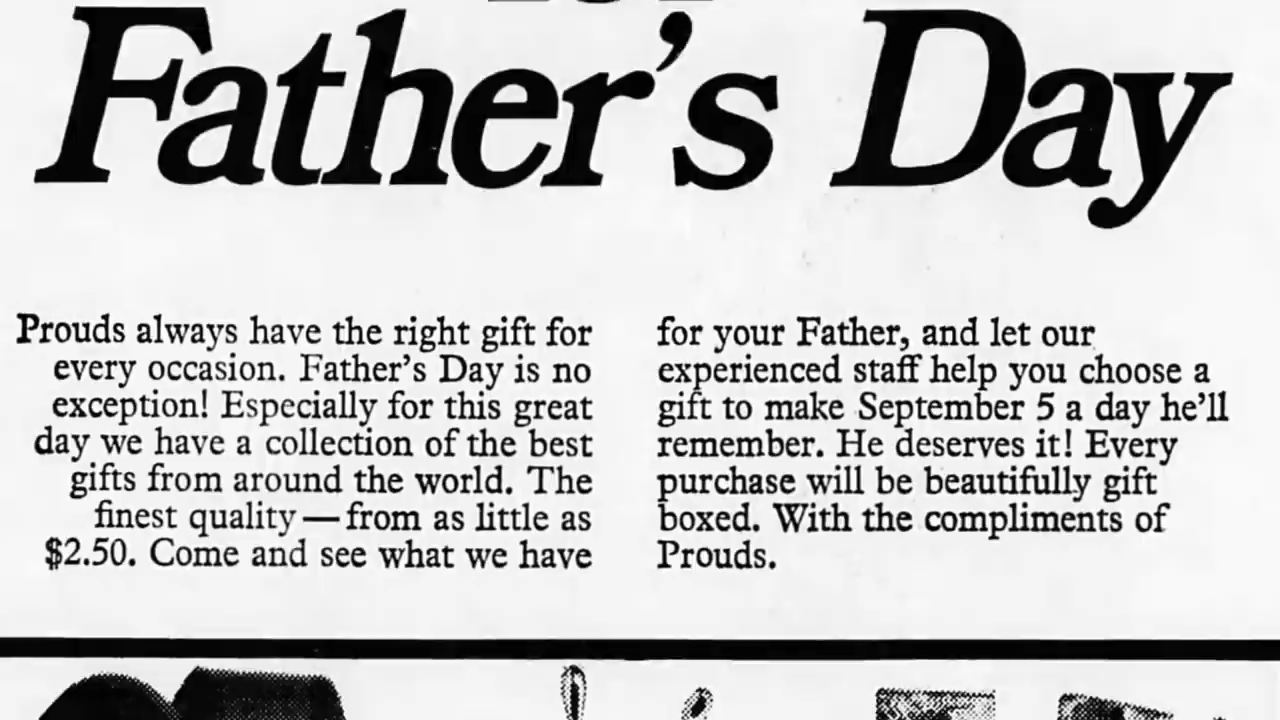 Father's Day
Prouds always have the right gift for
every occasion. Father's Day is no
exception! Especially for this great
day we have a collection of the best
gifts from around the world. The
finest quality — from as little as
$2.50. Come and see what we have
for your Father, and let our
experienced staff help you choose a
gift to make September 5 a day he'll
remember. He deserves it! Every
purchase will be beautifully gift
boxed. With the compliments of
Prouds.